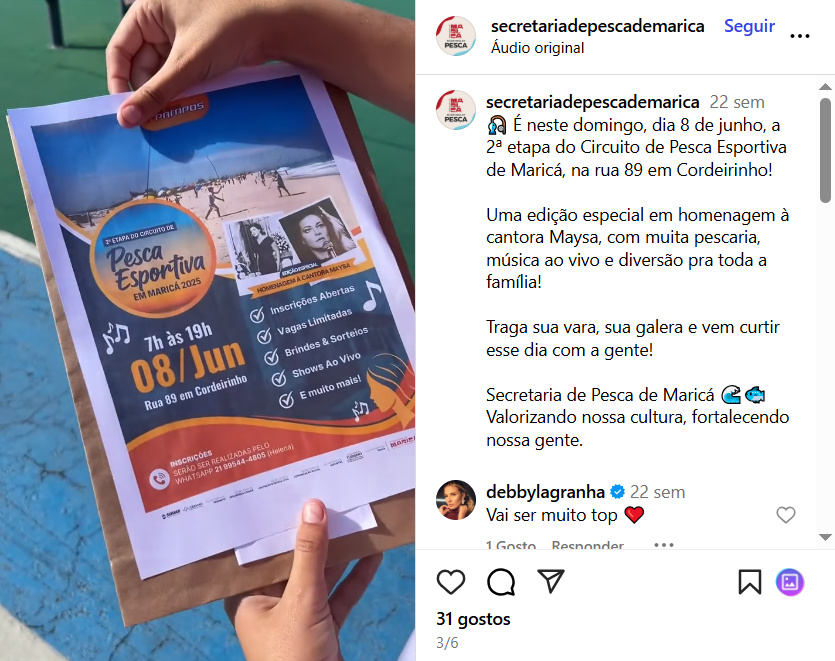 PAMPOS
2ª ETAPA DO CIRCUITO DE
Pesca
Esportiva
EM MARICÁ 2025
EDIÇÃO ESPECIAL
HOMENAGEM À CANTORA MAYSA
7h às 19h
08/Jun
Rua 89 em Cordeirinho
Inscrições Abertas
Vagas Limitadas
Brindes & Sorteios
Shows Ao Vivo
E muito mais!
INSCRIÇÕES
SERÃO SER REALIZADAS PELO
WHATSAPP 21 99544-4805 (Helena)
MARICÁ
PESCA
secretariadepescademarica Seguir ...
Áudio original
MARICÁ
PESCA
secretariadepescademarica 22 sem
É neste domingo, dia 8 de junho, a
2ª etapa do Circuito de Pesca Esportiva
de Maricá, na rua 89 em Cordeirinho!
Uma edição especial em homenagem à
cantora Maysa, com muita pescaria,
música ao vivo e diversão pra toda a
família!
Traga sua vara, sua galera e vem curtir
esse dia com a gente!
Secretaria de Pesca de Maricá 🌊🐟
Valorizando nossa cultura, fortalecendo
nossa gente.
debbylagranha 22 sem
Vai ser muito top ❤️
1 Gosto Responder ...
31 gostos
3/6